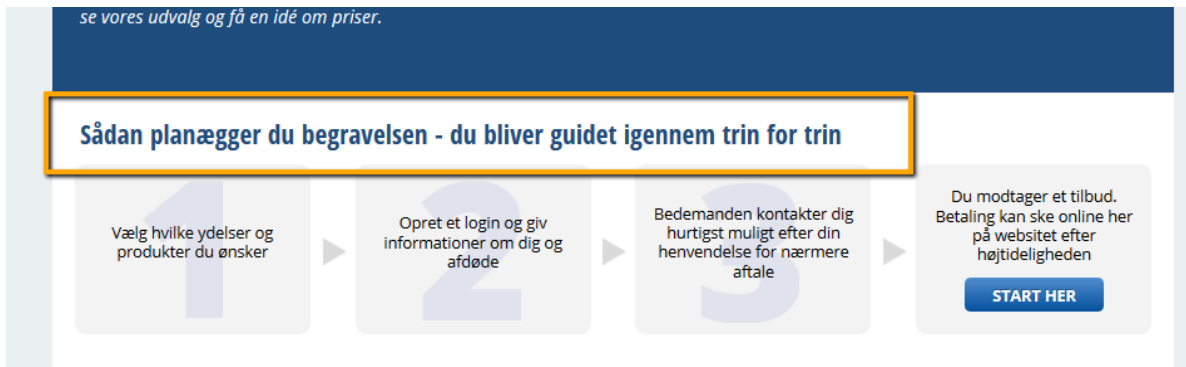 se vores udvalg og få en idé om priser.
Sådan planægger du begravelsen - du bliver guidet igennem trin for trin
1
Vælg hvilke ydelser og
produkter du ønsker
2
Opret et login og giv
informationer om dig og
afdøde
3
Bedemanden kontakter dig
hurtigst muligt efter din
henvendelse for nærmere
aftale
Du modtager et tilbud.
Betaling kan ske online her
på websitet efter
højtideligheden
START HER